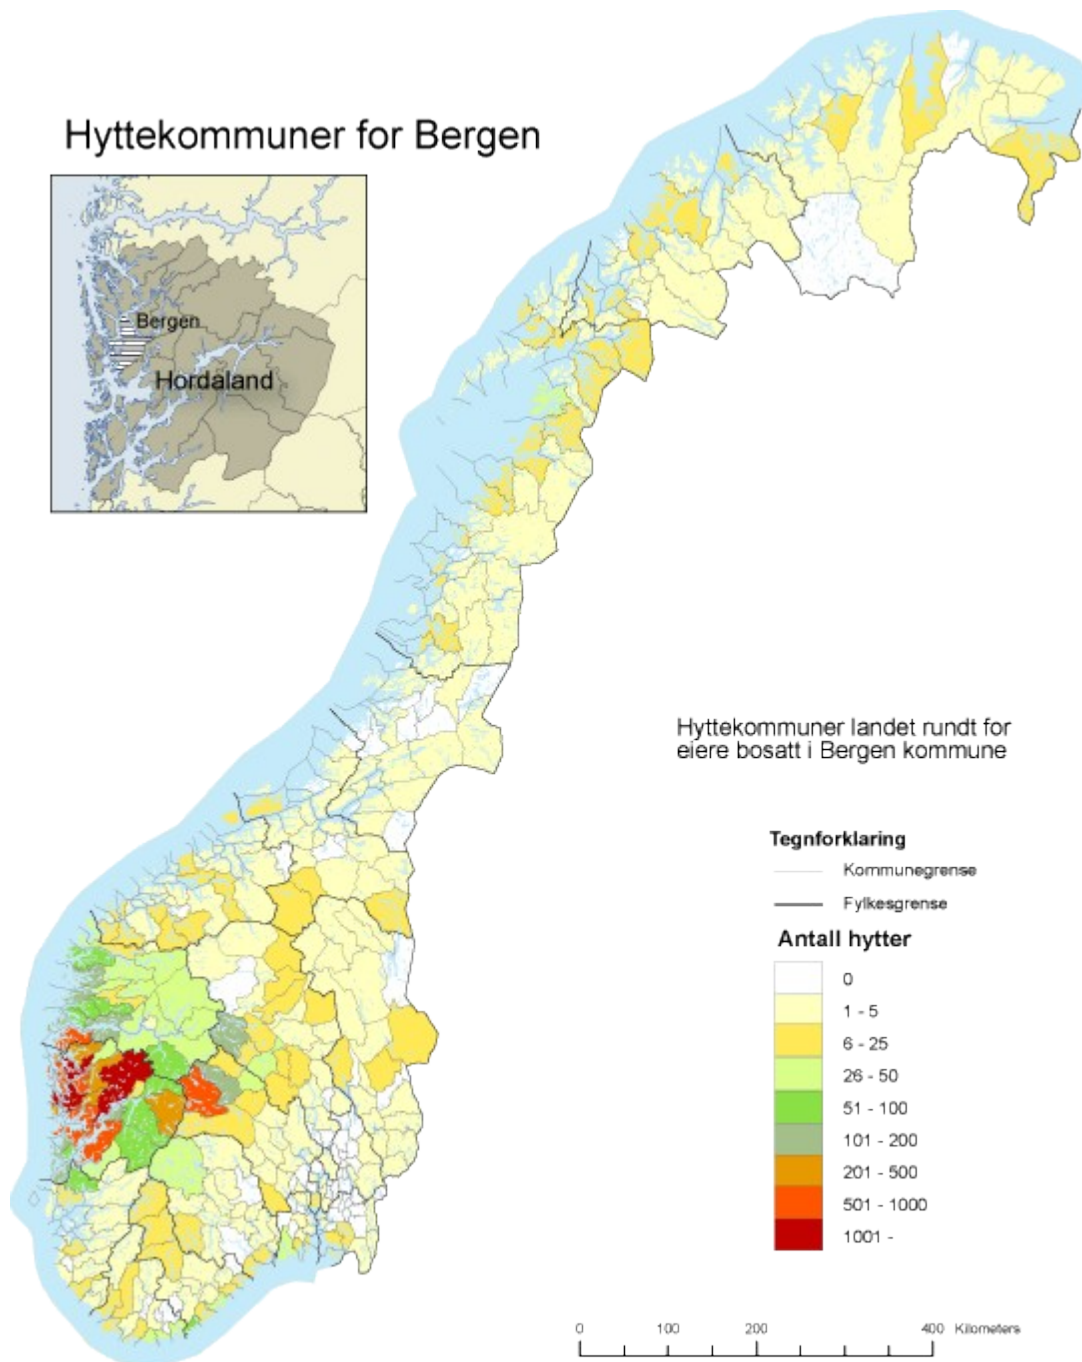 Hyttekommuner for Bergen
Bergen
Hordaland
Hyttekommuner landet rundt for
eiere bosatt i Bergen kommune
Tegnforklaring
Kommunegrense
Fylkesgrense
Antall hytter
0
1 - 5
6 - 25
26 - 50
51 - 100
101 - 200
201 - 500
501 - 1000
1001 -
0 100 200 400 Kilometers